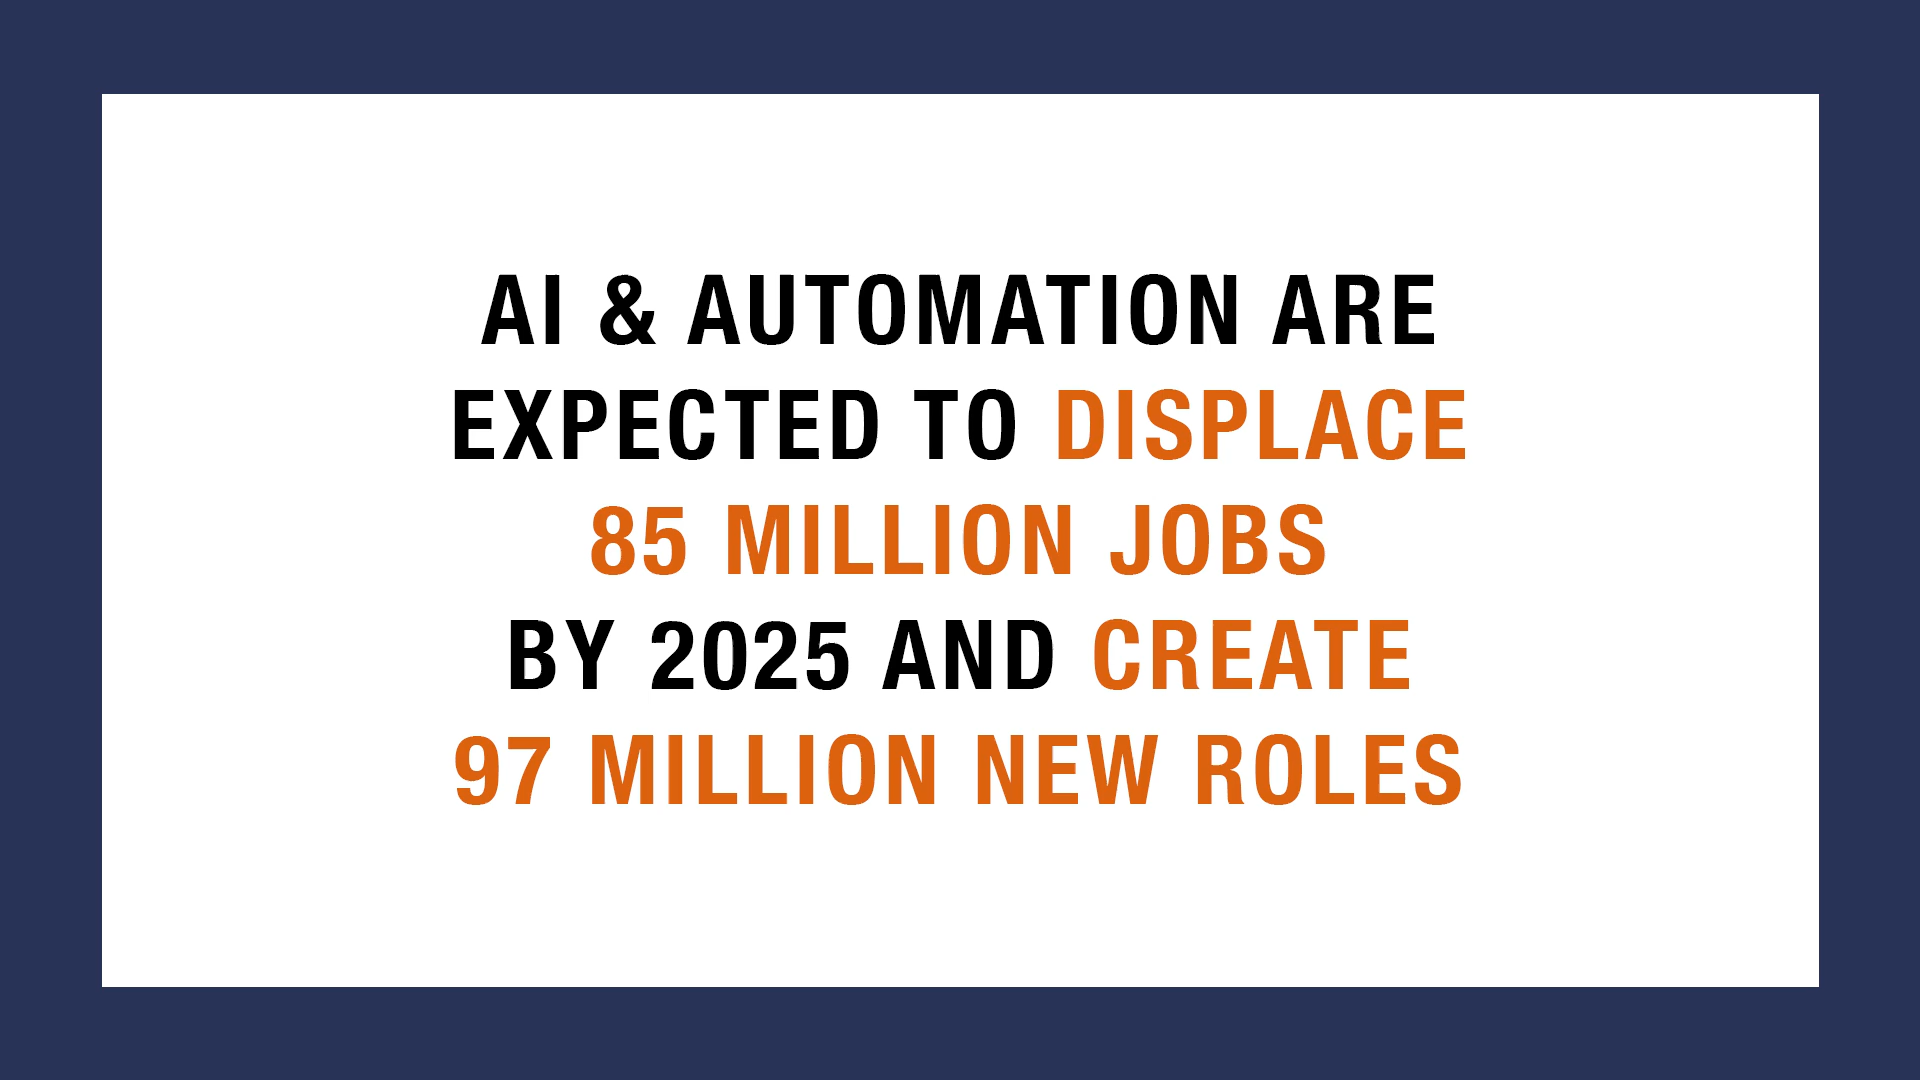 AI & AUTOMATION ARE
EXPECTED TO DISPLACE
85 MILLION JOBS
BY 2025 AND CREATE
97 MILLION NEW ROLES